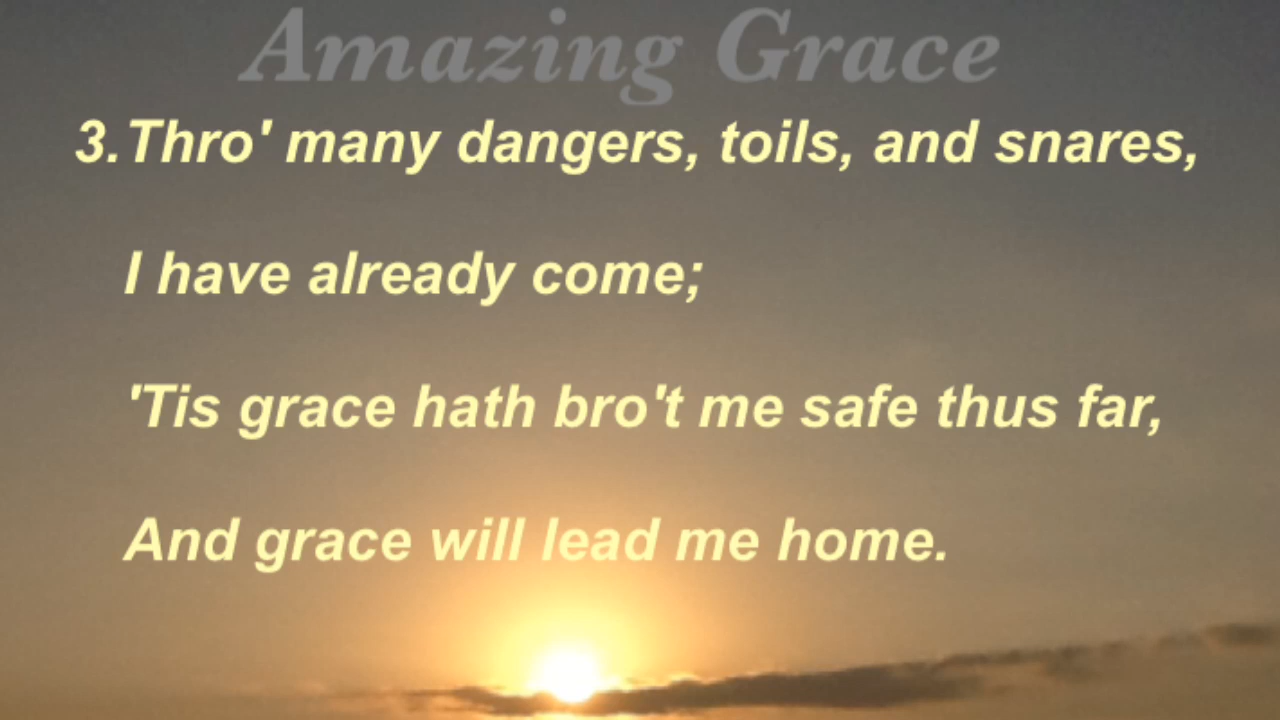 Amazing Grace
3.Thro' many dangers, toils, and snares,
I have already come;
'Tis grace hath bro't me safe thus far,
And grace will lead me home.